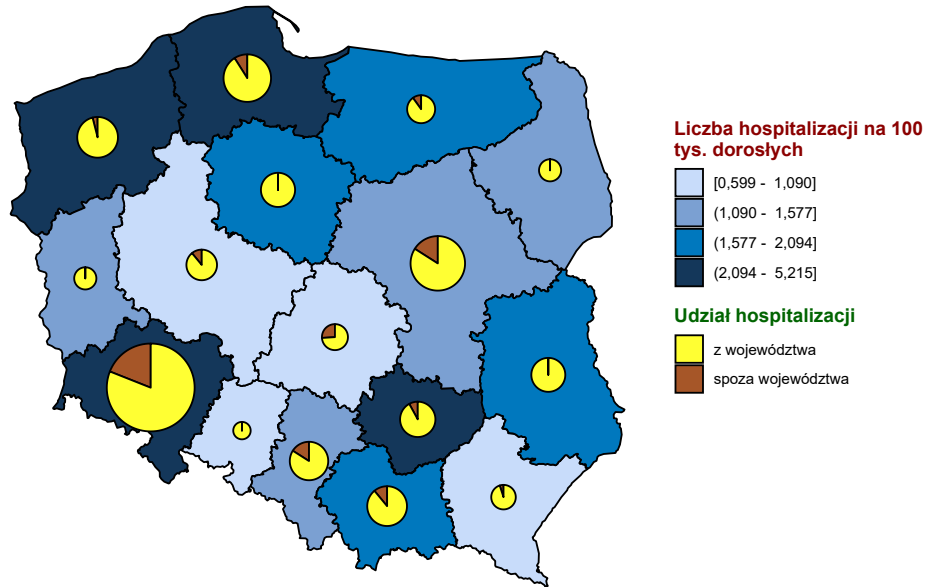 Liczba hospitalizacji na 100
tys. dorosłych
[0,599 - 1,090]
(1,090 - 1,577]
(1,577 - 2,094]
(2,094 - 5,215]
Udział hospitalizacji
z województwa
spoza województwa